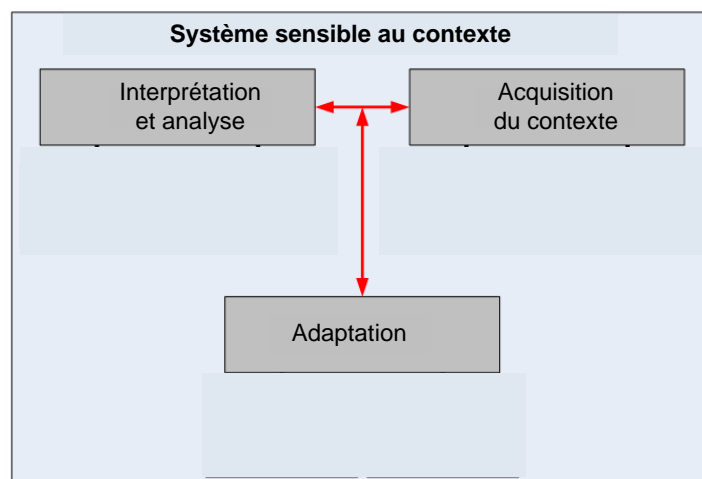 Système sensible au contexte
Interprétation
et analyse
Acquisition
du contexte
Adaptation